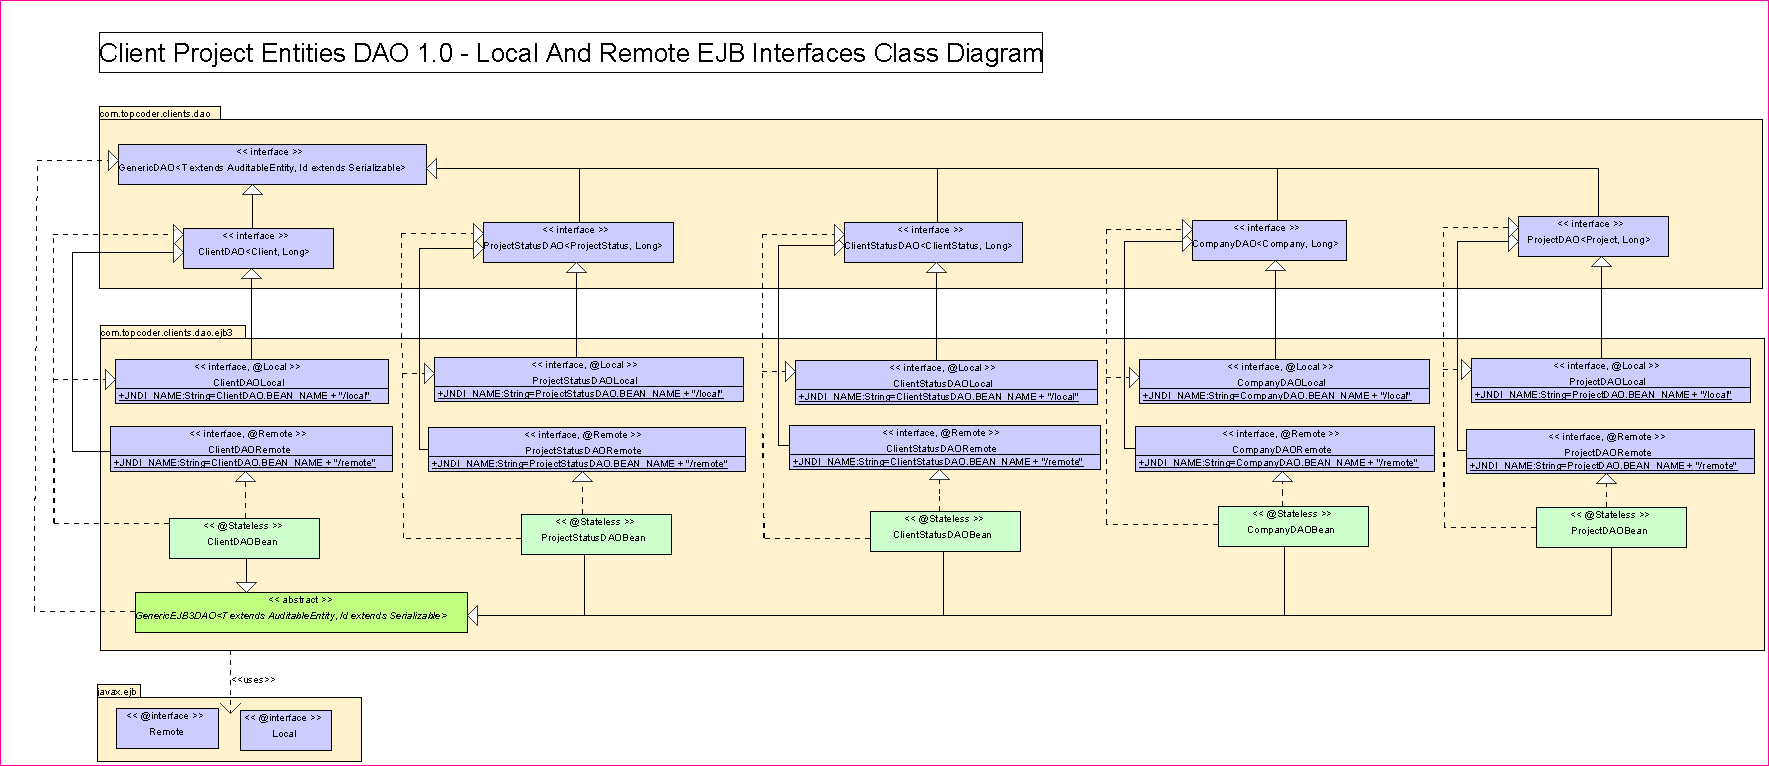 Client Project Entities DAO 1.0 - Local And Remote EJB Interfaces Class Diagram
com.topcoder.clients.dao
<< interface >>
GenericDAO<T extends AuditableEntity, Id extends Serializable>
<< interface >>
ClientDAO<Client, Long>
<< interface >>
ProjectStatusDAO<ProjectStatus, Long>
<< interface >>
ClientStatusDAO<ClientStatus, Long>
<< interface >>
CompanyDAO<Company, Long>
<< interface >>
ProjectDAO<Project, Long>
com.topcoder.clients.dao.ejb3
<< interface, @Local >>
ClientDAOLocal
+JNDI_NAME:String=ClientDAO.BEAN_NAME + "/local"
<< interface, @Local >>
ProjectStatusDAOLocal
+JNDI_NAME:String=ProjectStatusDAO.BEAN_NAME + "/local"
<< interface, @Local >>
ClientStatusDAOLocal
+JNDI_NAME:String=ClientStatusDAO.BEAN_NAME + "/local"
<< interface, @Local >>
CompanyDAOLocal
+JNDI_NAME:String=CompanyDAO.BEAN_NAME + "/local"
<< interface, @Local >>
ProjectDAOLocal
+JNDI_NAME:String=ProjectDAO.BEAN_NAME + "/local"
<< interface, @Remote >>
ClientDAORemote
+JNDI_NAME:String=ClientDAO.BEAN_NAME + "/remote"
<< interface, @Remote >>
ProjectStatusDAORemote
+JNDI_NAME:String=ProjectStatusDAO.BEAN_NAME + "/remote"
<< interface, @Remote >>
ClientStatusDAORemote
+JNDI_NAME:String=ClientStatusDAO.BEAN_NAME + "/remote"
<< interface, @Remote >>
CompanyDAORemote
+JNDI_NAME:String=CompanyDAO.BEAN_NAME + "/remote"
<< interface, @Remote >>
ProjectDAORemote
+JNDI_NAME:String=ProjectDAO.BEAN_NAME + "/remote"
<< @Stateless >>
ClientDAOBean
<< @Stateless >>
ProjectStatusDAOBean
<< @Stateless >>
ClientStatusDAOBean
<< @Stateless >>
CompanyDAOBean
<< @Stateless >>
ProjectDAOBean
<< abstract >>
GenericEJB3DAO<T extends AuditableEntity, Id extends Serializable>
<<uses>>
javax.ejb
<< @interface >>
Remote
<< @interface >>
Local